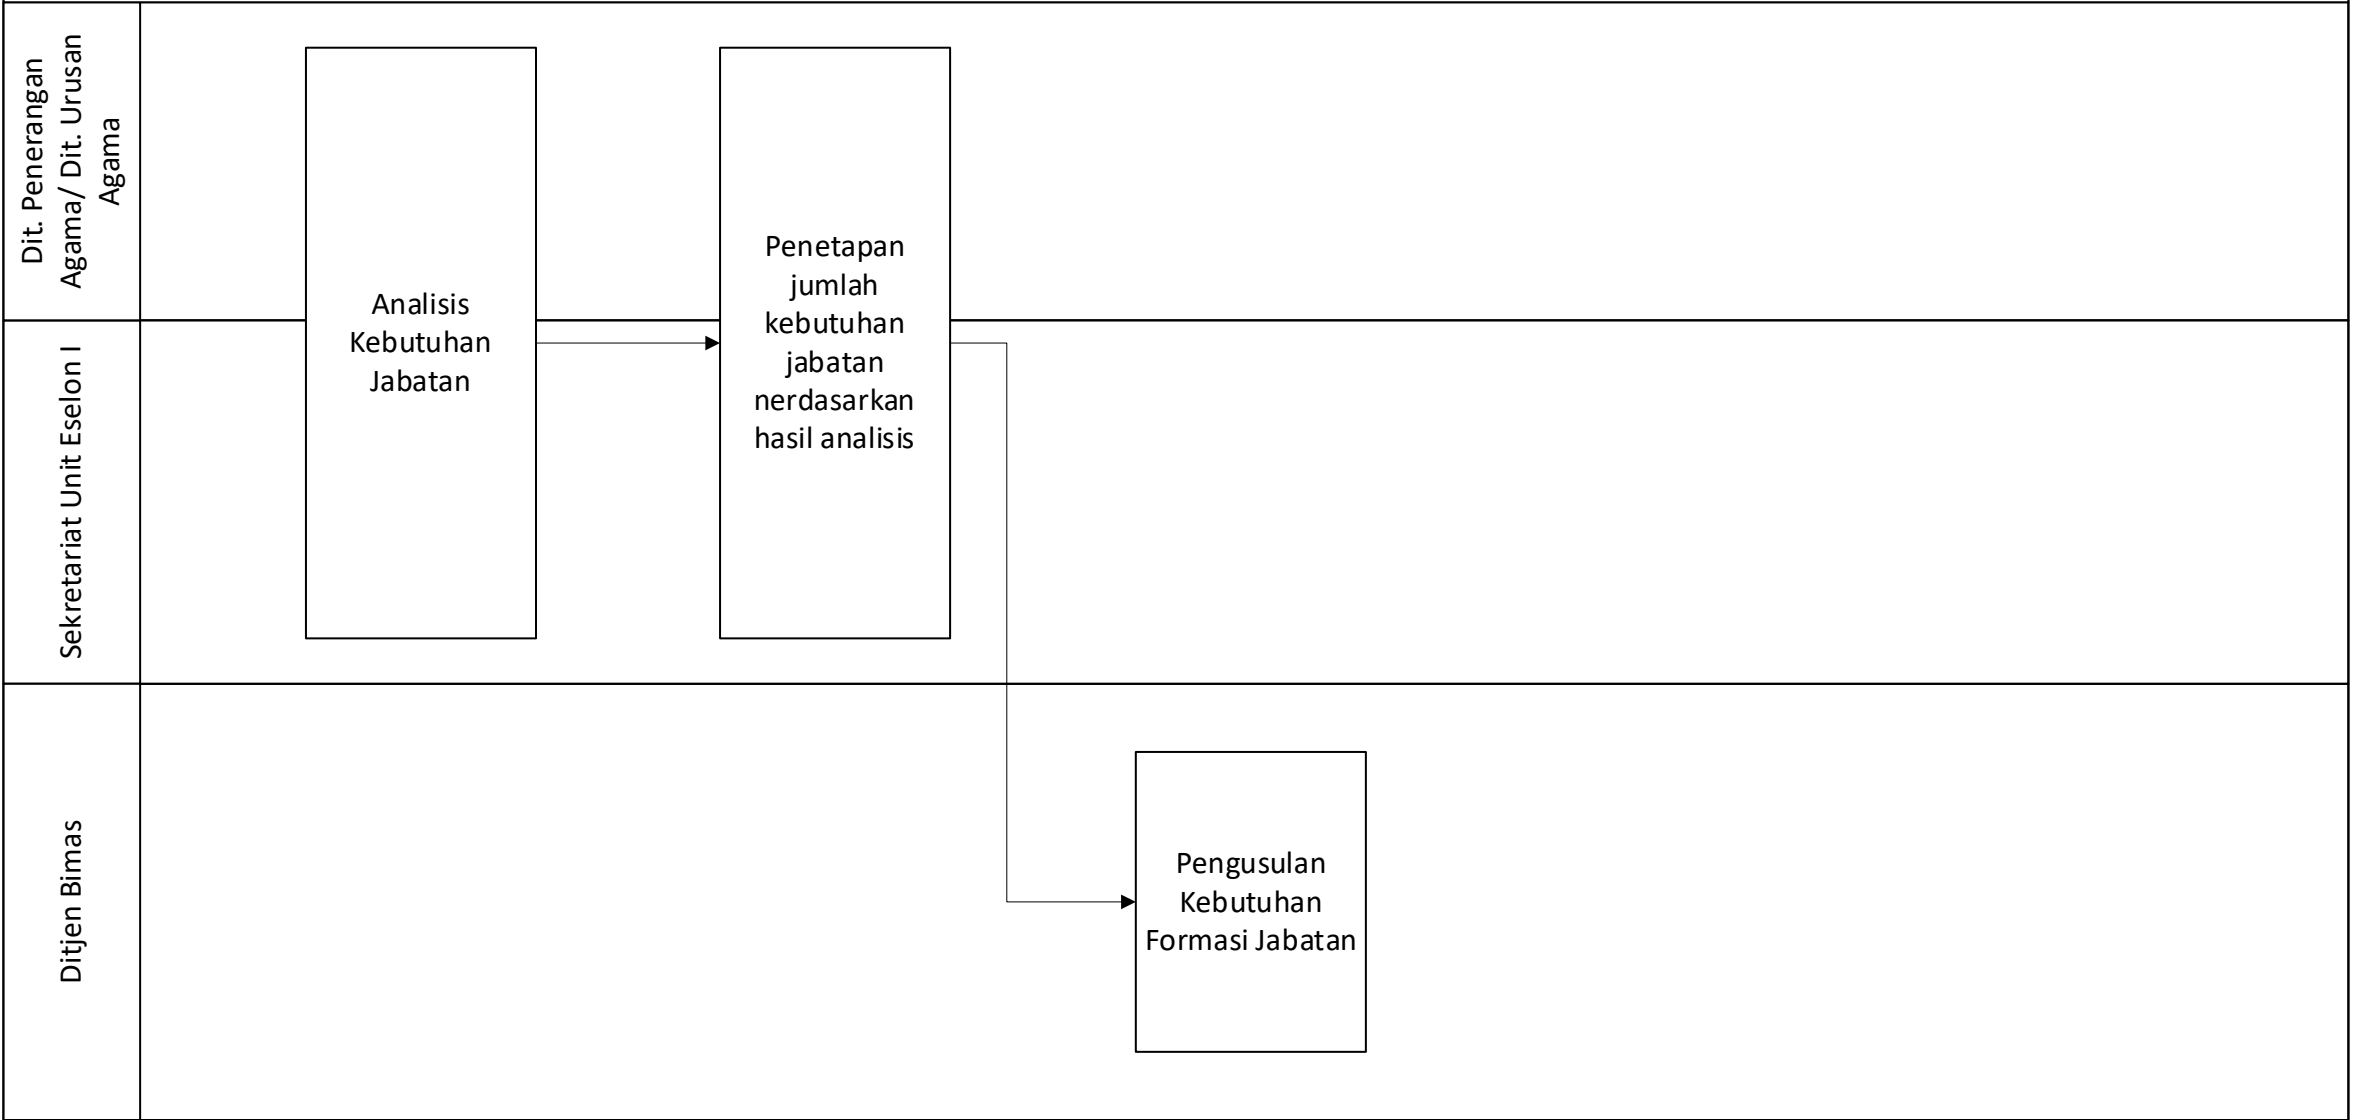 Dit. Penerangan
Agama/ Dit. Urusan
Agama
Analisis
Kebutuhan
Jabatan
Penetapan
jumlah
kebutuhan
jabatan
nerdasarkan
hasil analisis
Sekretariat Unit Eselon I
Ditjen Bimas
Pengusulan
Kebutuhan
Formasi Jabatan